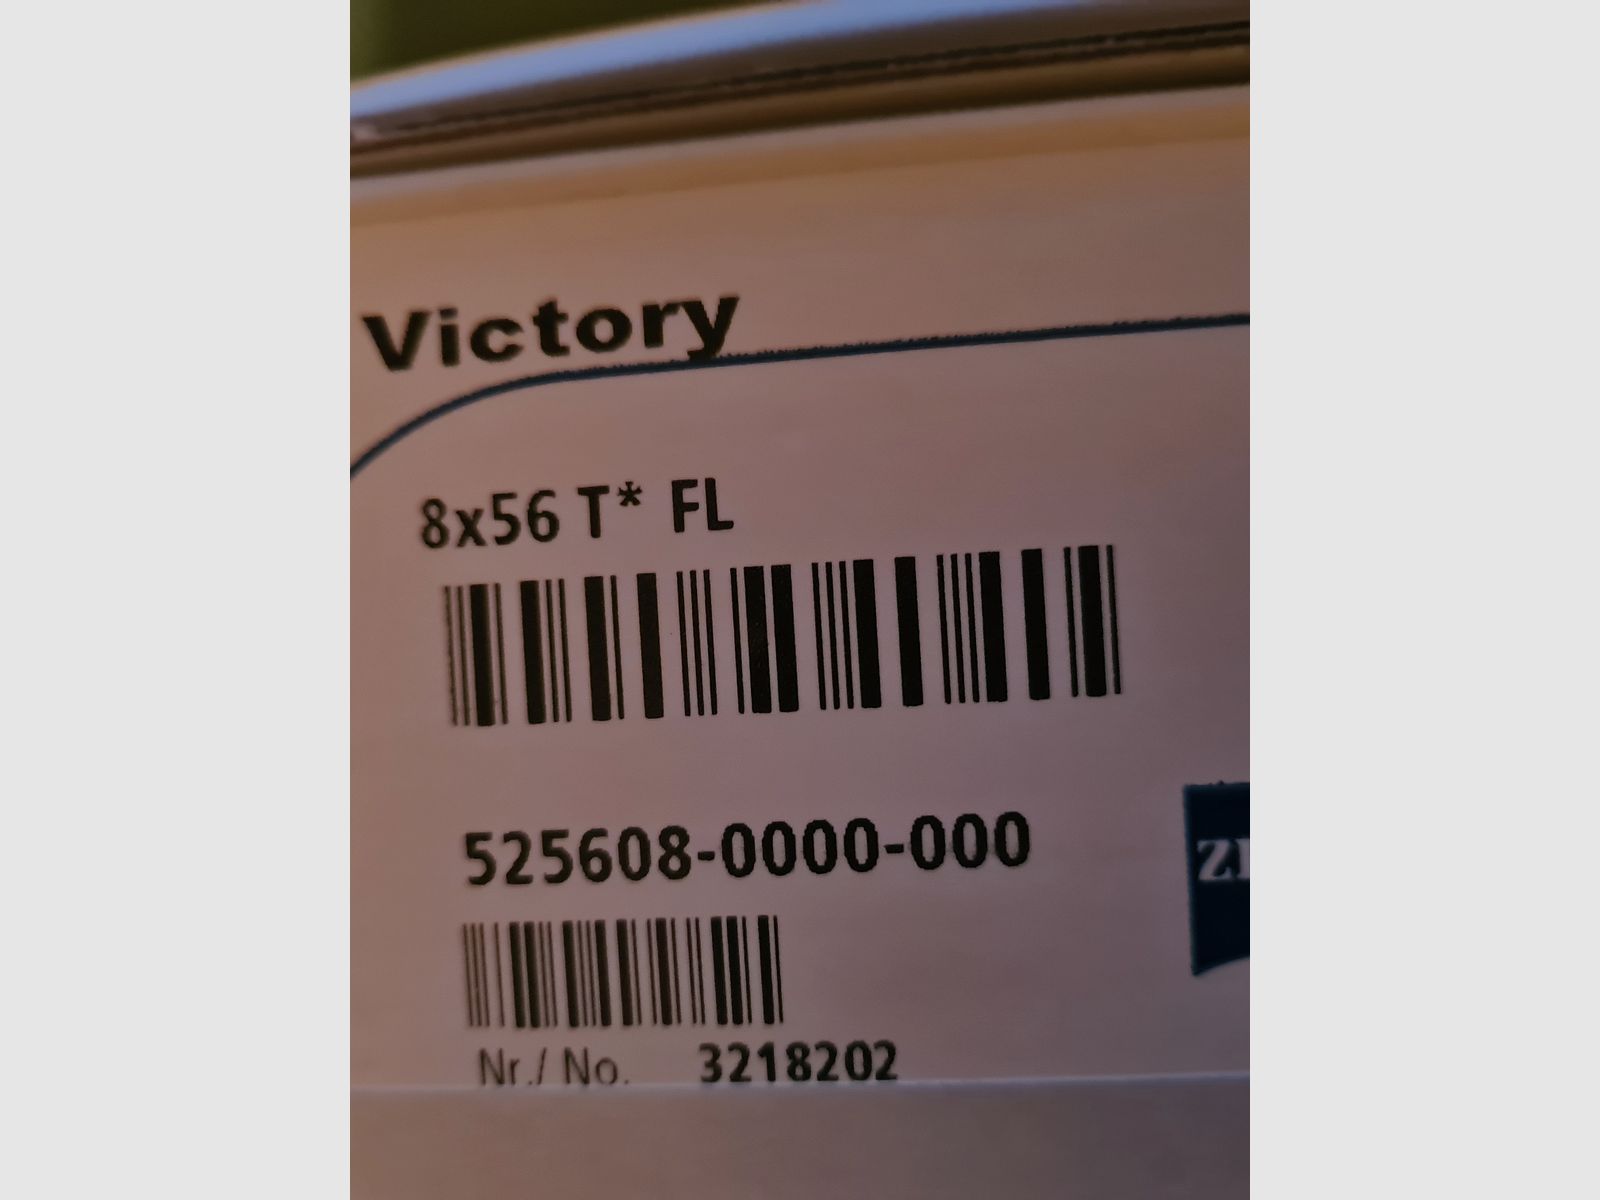 Victory
8x56 T* FL
525608-0000-000
Nr./ No. 3218202